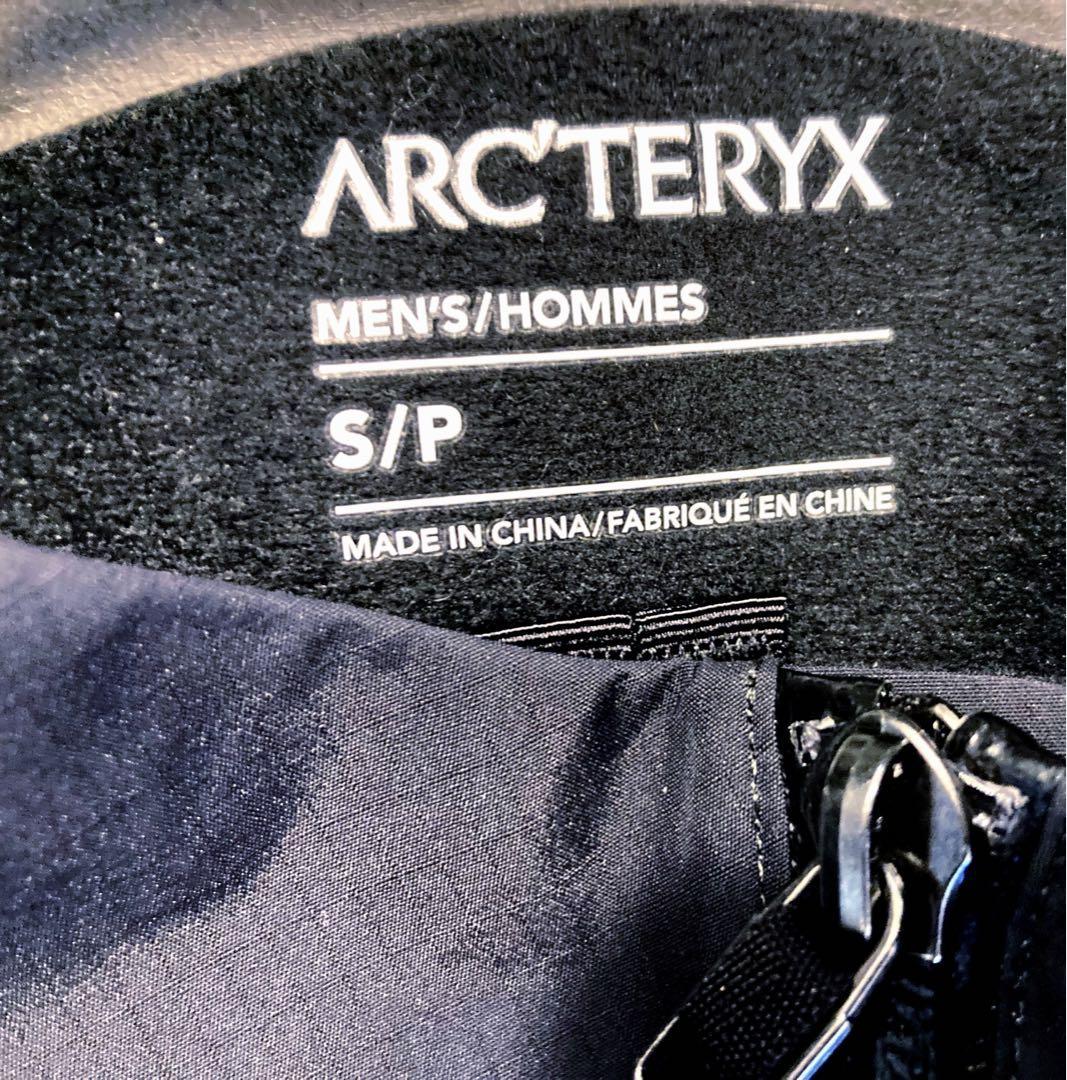 ARC'TERYX
MEN'S/HOMMES
S/P
MADE IN CHINA/FABRIQUÉ EN CHINE